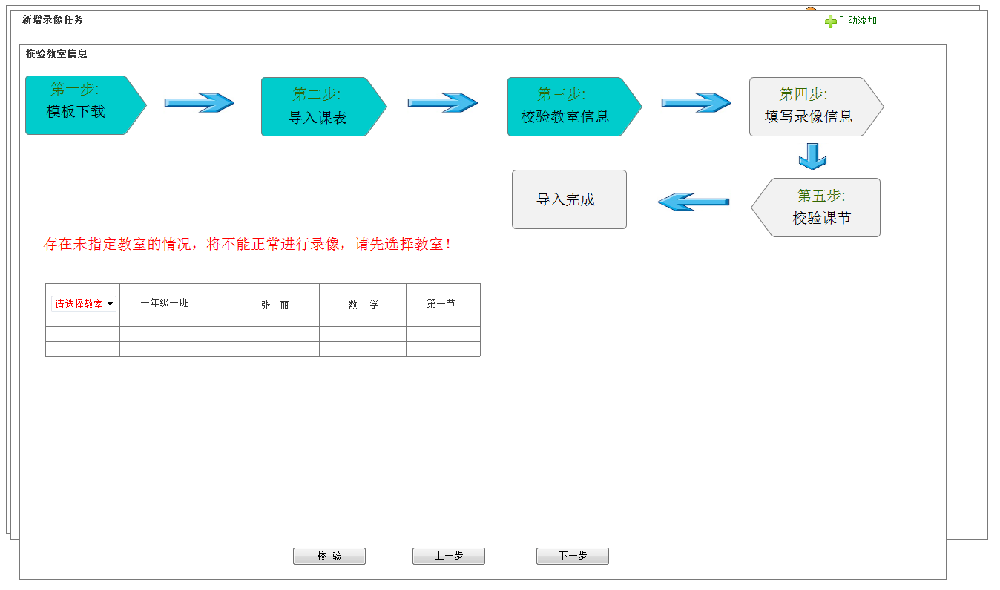 新增录像任务
手动添加
校验教室信息
第一步:
模板下载
第二步:
导入课表
第三步:
校验教室信息
第四步:
填写录像信息
第五步:
校验课节
导入完成
存在未指定教室的情况，将不能正常进行录像，请先选择教室！
请选择教室 一年级一班 张 丽 数 学 第一节
校 验 上一步 下一步